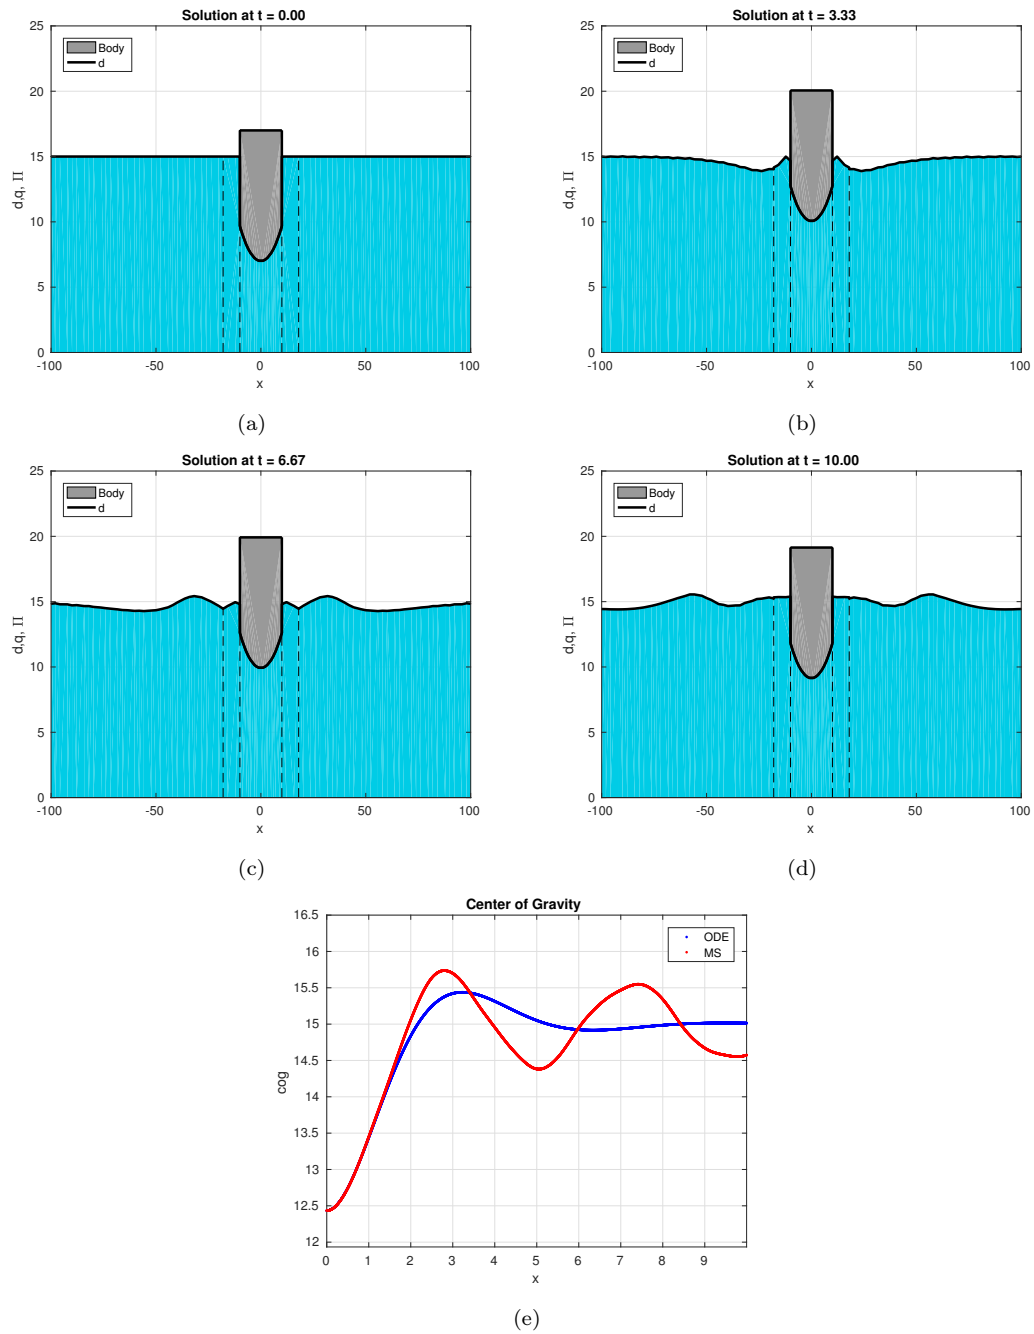 Solution at t = 0.00
25
20
15
10
5
0
d,q, Π
Body
d
-100 -50 0 50 100
x
(a)
Solution at t = 3.33
25
20
15
10
5
0
d,q, Π
Body
d
-100 -50 0 50 100
x
(b)
Solution at t = 6.67
25
20
15
10
5
0
d,q, Π
Body
d
-100 -50 0 50 100
x
(c)
Solution at t = 10.00
25
20
15
10
5
0
d,q, Π
Body
d
-100 -50 0 50 100
x
(d)
Center of Gravity
16.5
16
15.5
15
14.5
14
13.5
13
12.5
12
cog
ODE
MS
0 1 2 3 4 5 6 7 8 9
x
(e)